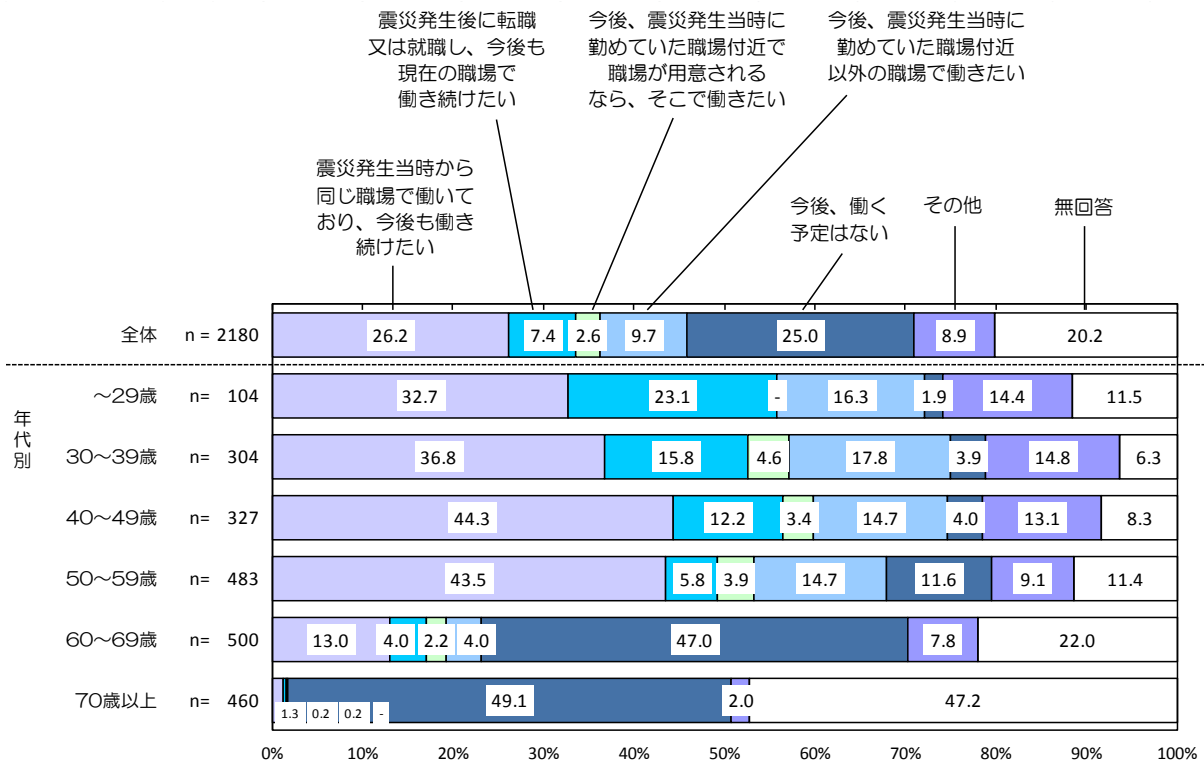 震災発生後に転職
又は就職し、今後も
現在の職場で
働き続けたい
今後、震災発生当時に
勤めていた職場付近で
職場が用意される
なら、そこで働きたい
今後、震災発生当時に
勤めていた職場付近
以外の職場で働きたい
震災発生当時から
同じ職場で働いて
おり、今後も働き
続けたい
今後、働く
予定はない
その他
無回答
全体 n = 2180 26.2 7.4 2.6 9.7 25.0 8.9 20.2
年代別
～29歳 n= 104 32.7 23.1 - 16.3 1.9 14.4 11.5
30～39歳 n= 304 36.8 15.8 4.6 17.8 3.9 14.8 6.3
40～49歳 n= 327 44.3 12.2 3.4 14.7 4.0 13.1 8.3
50～59歳 n= 483 43.5 5.8 3.9 14.7 11.6 9.1 11.4
60～69歳 n= 500 13.0 4.0 2.2 4.0 47.0 7.8 22.0
70歳以上 n= 460 1.3 0.2 0.2 - 49.1 2.0 47.2
0% 10% 20% 30% 40% 50% 60% 70% 80% 90% 100%